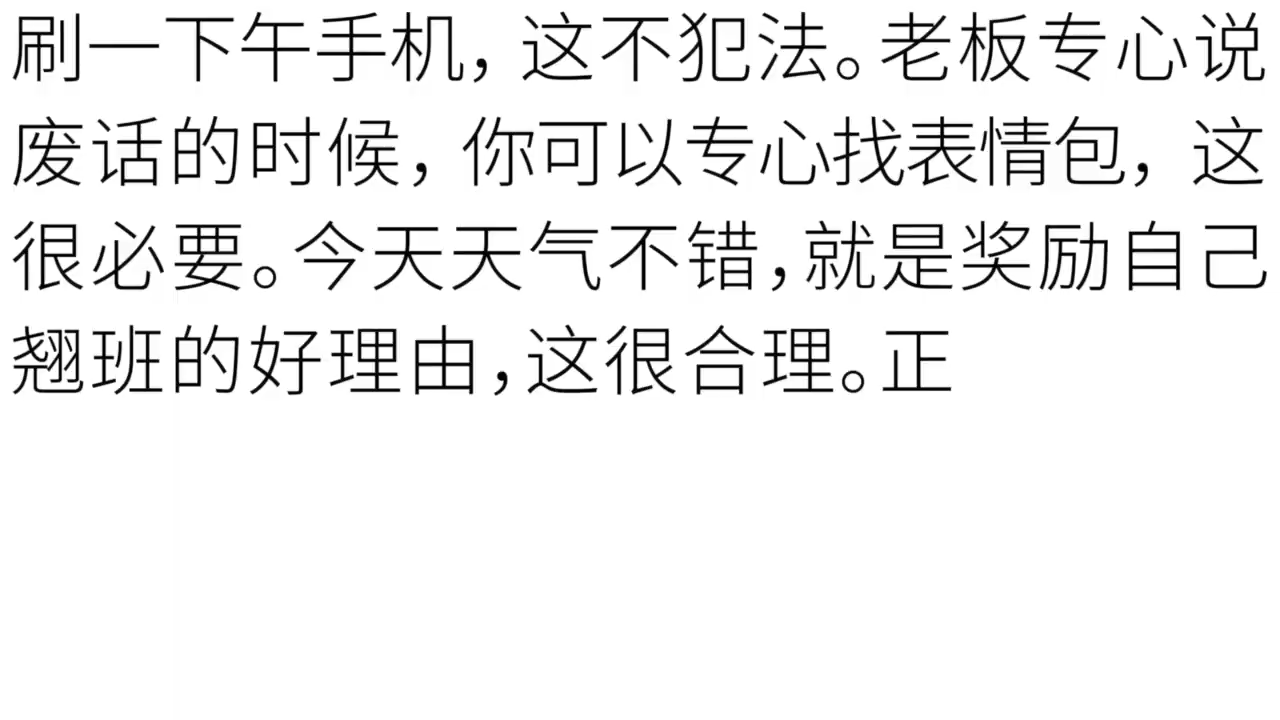 刷一下午手机，这不犯法。老板专心说
废话的时候，你可以专心找表情包，这
很必要。今天天气不错，就是奖励自己
翘班的好理由，这很合理。正